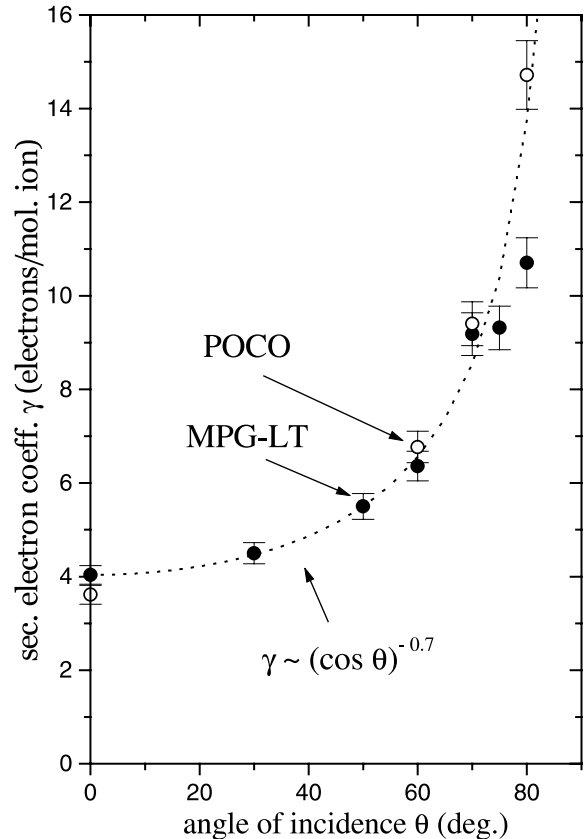 16
14
12
10
8
6
4
2
0
sec. electron coeff. γ (electrons/mol. ion)
POCO
MPG-LT
γ ~ (cos θ)^-0.7
0 20 40 60 80
angle of incidence θ (deg.)